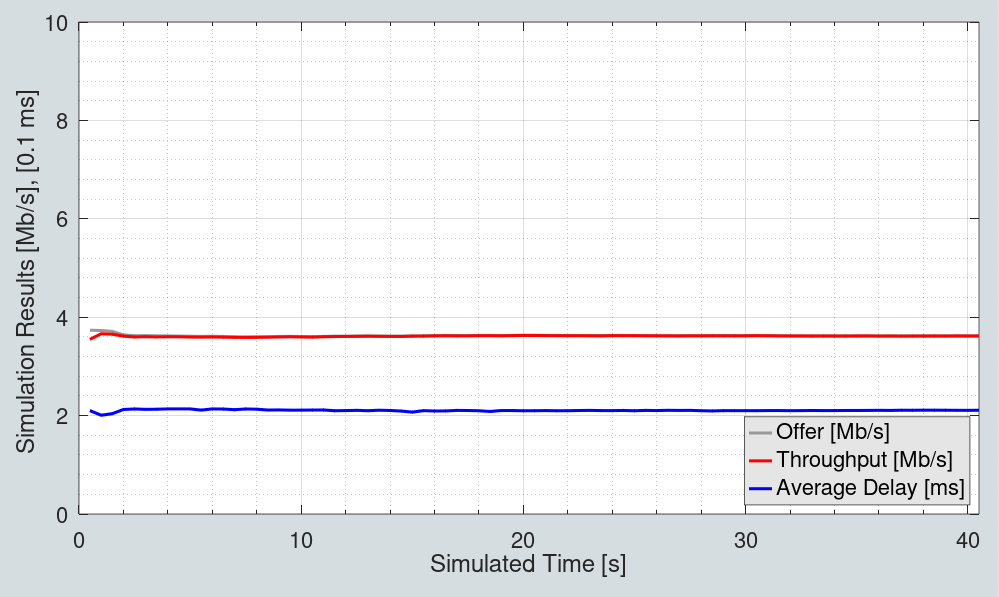 10
8
6
4
2
0
Simulation Results [Mb/s], [0.1 ms]
Offer [Mb/s]
Throughput [Mb/s]
Average Delay [ms]
0 10 20 30 40
Simulated Time [s]